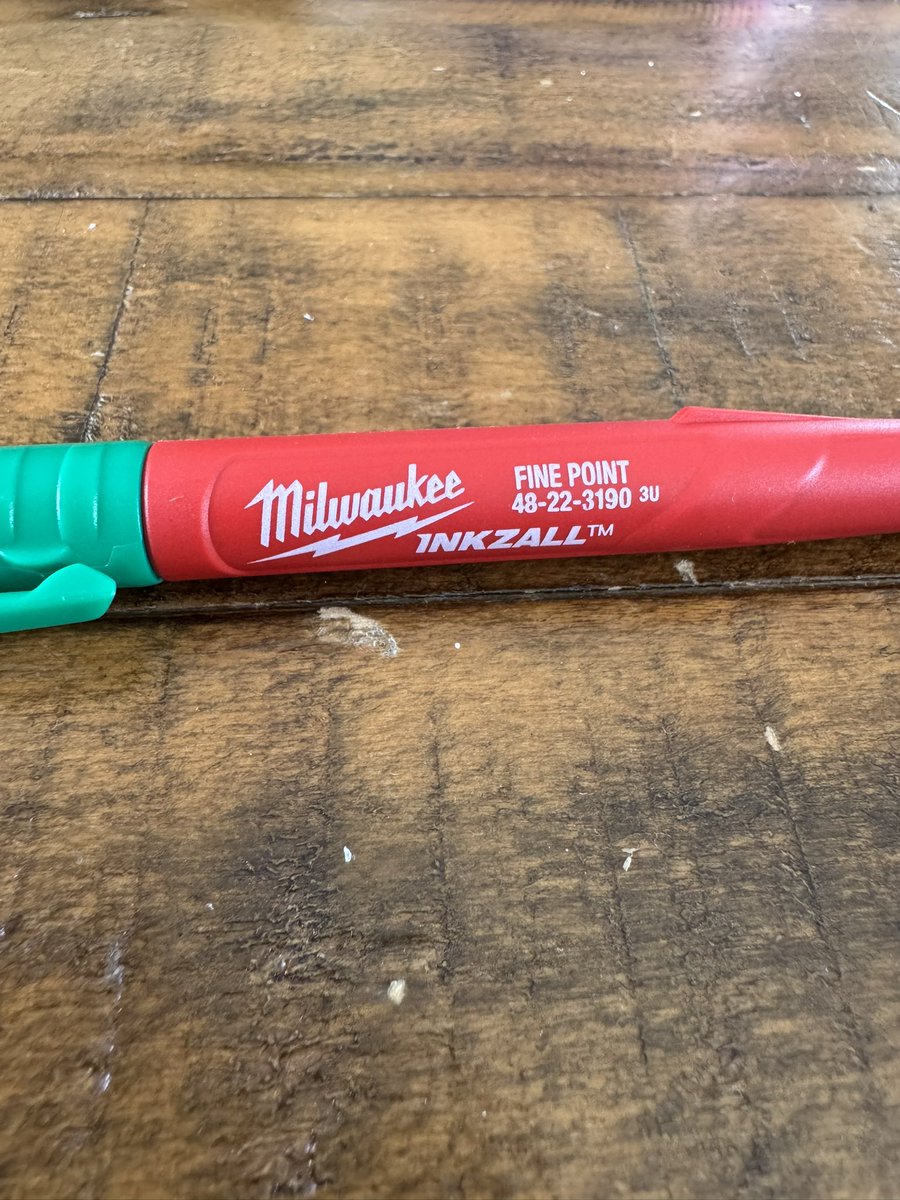 Milwaukee
INKZALL™
FINE POINT
48-22-3190 3U